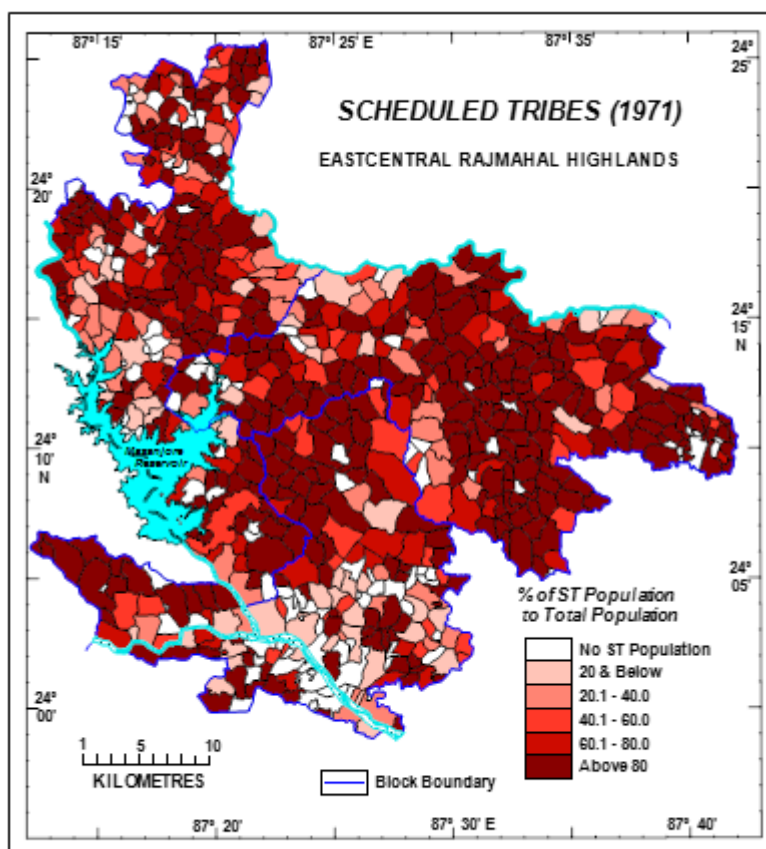 87° 15' 87° 25' E 87° 35'
24° 25'
SCHEDULED TRIBES (1971)
EASTCENTRAL RAJMAHAL HIGHLANDS
24° 20'
24° 15' N
24° 10' N
Masanjore
Reservoir
24° 05'
% of ST Population
to Total Population
No ST Population
20 & Below
20.1 - 40.0
40.1 - 60.0
60.1 - 80.0
Above 80
24° 00'
1 5 10
KILOMETRES
Block Boundary
87° 20' 87° 30' E 87° 40'